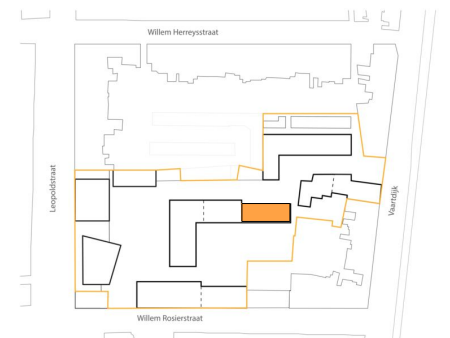 Willem Herreysstraat
Leopoldstraat
Vaartdijk
Willem Rosierstraat